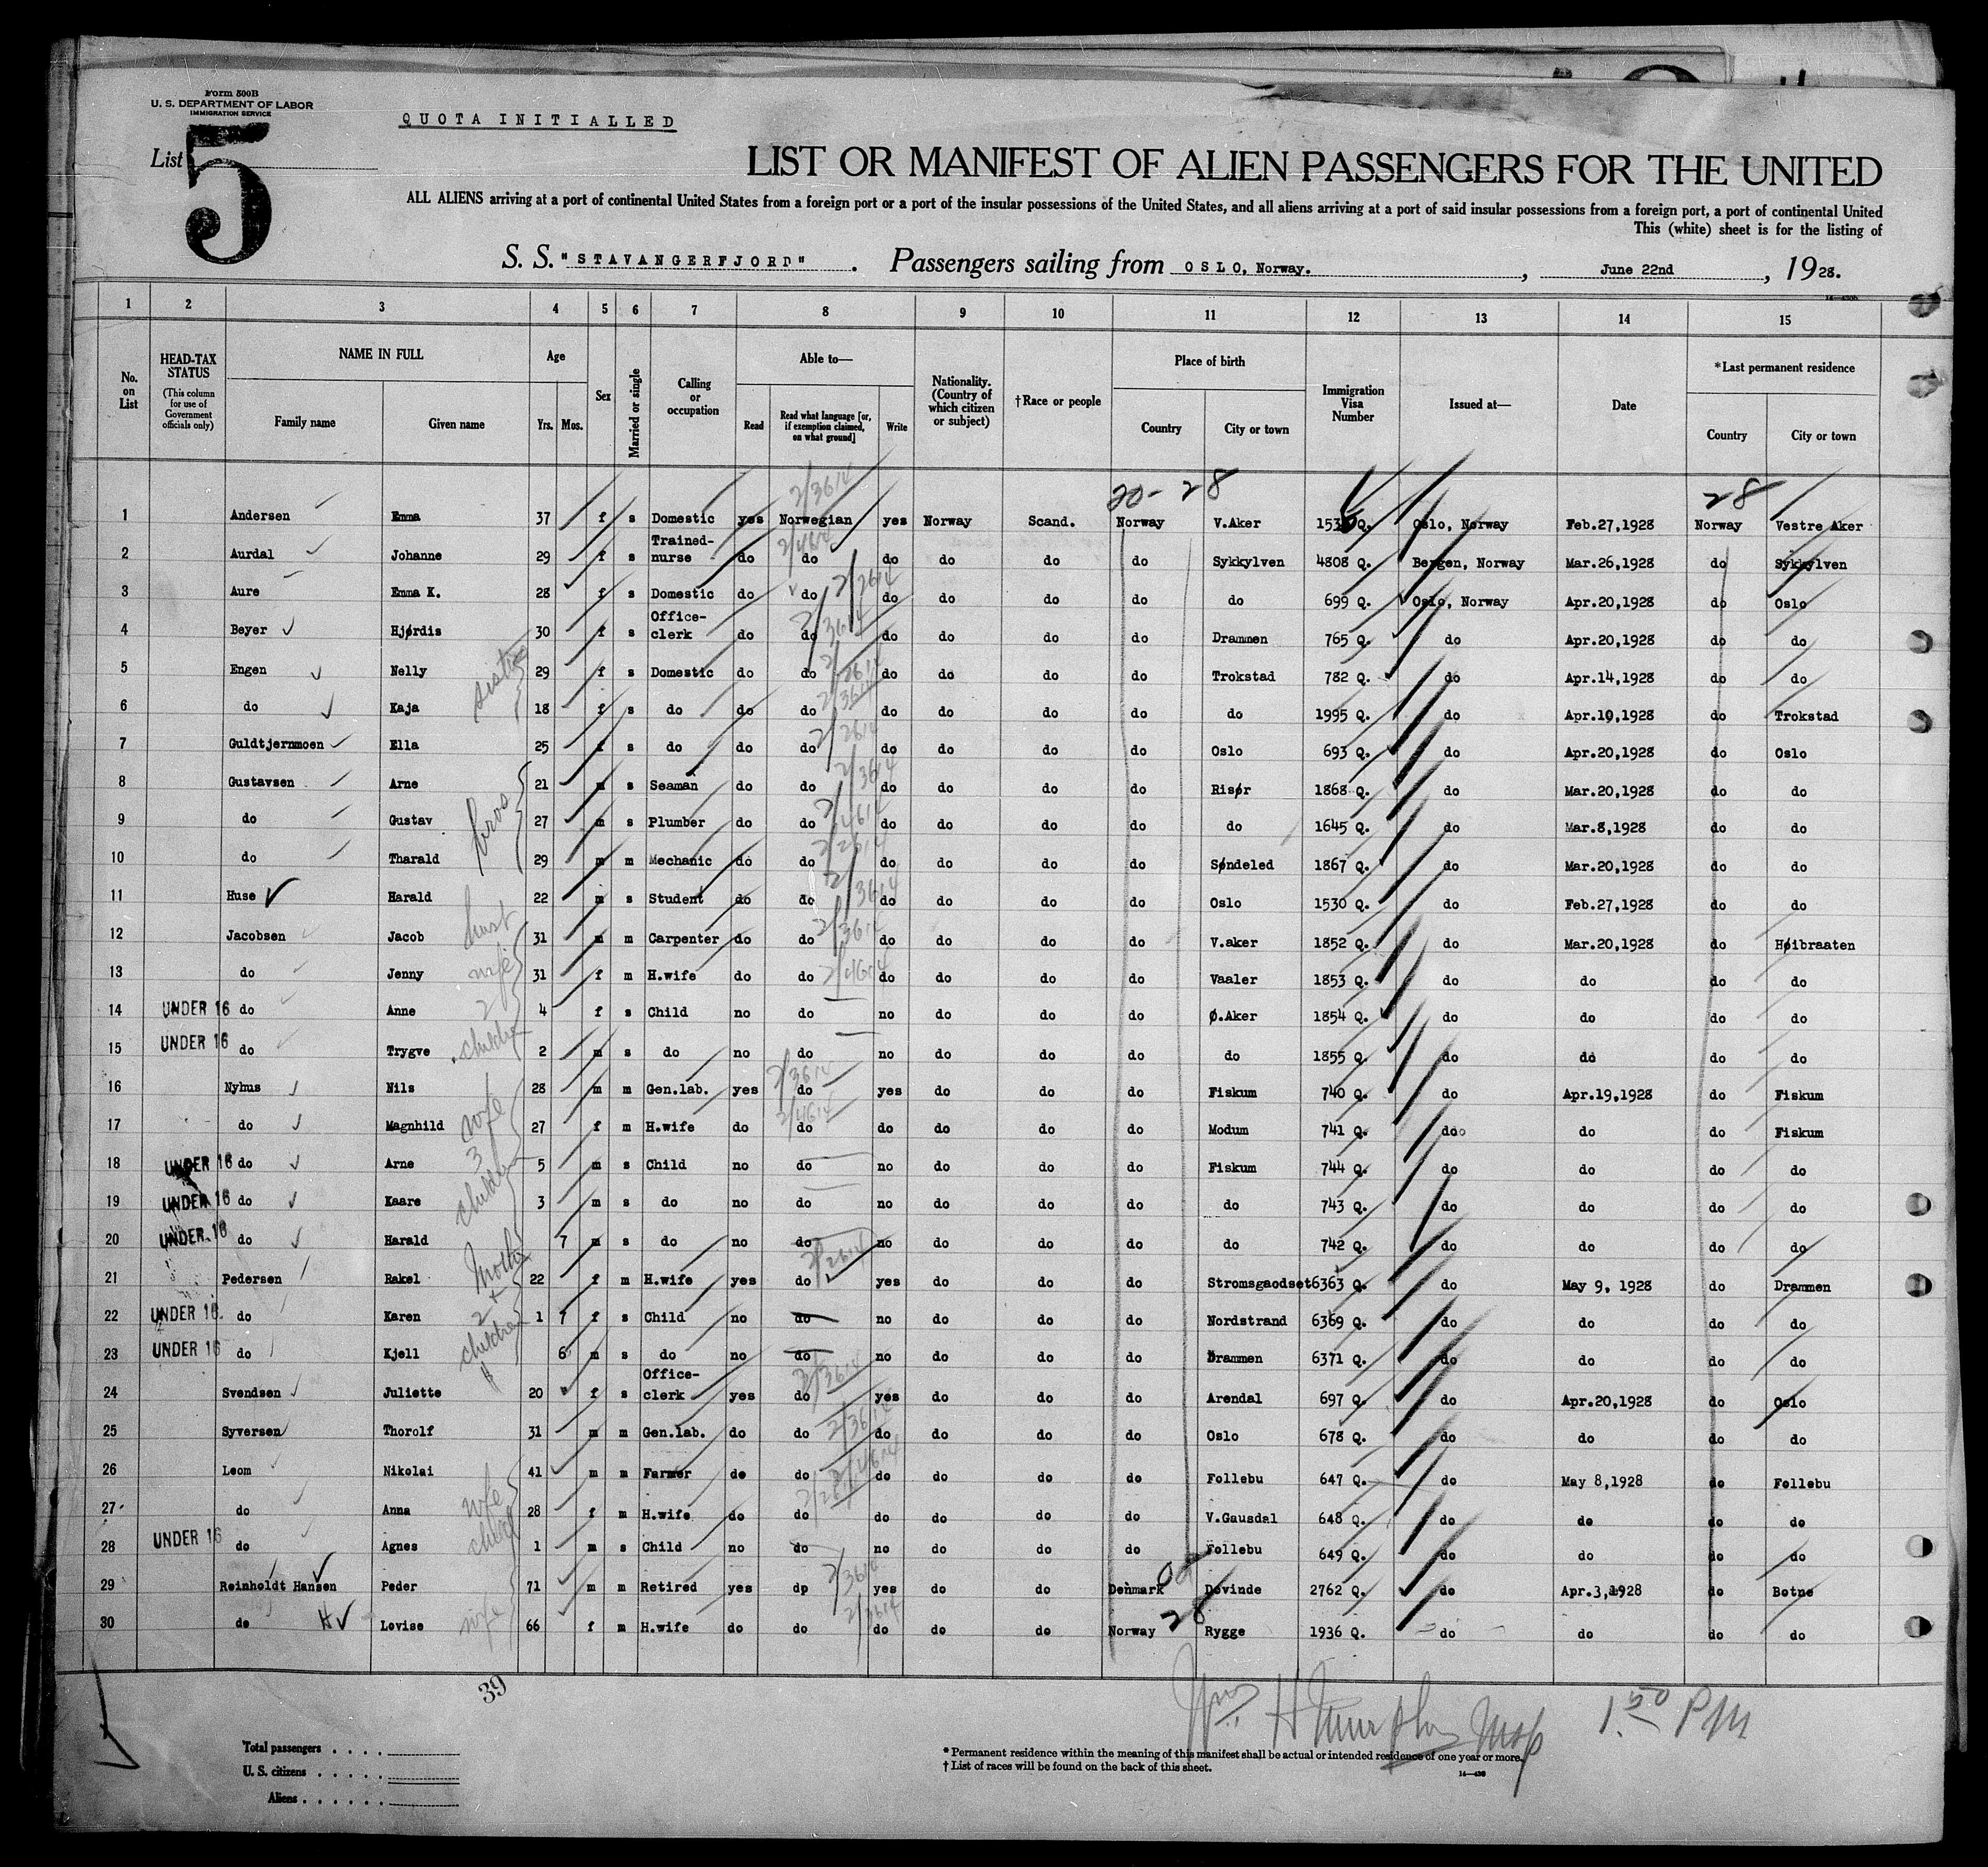 Form 500B
U. S. DEPARTMENT OF LABOR
IMMIGRATION SERVICE
QUOTA INITIALLED
List 5
LIST OR MANIFEST OF ALIEN PASSENGERS FOR THE UNITED
ALL ALIENS arriving at a port of continental United States from a foreign port or a port of the insular possessions of the United States, and all aliens arriving at a port of said insular possessions from a foreign port, a port of continental United
This (white) sheet is for the listing of
S. S. "STAVANGERFJORD". Passengers sailing from OSLO, Norway. , June 22nd , 1928.
1 2 3 4 5 6 7 8 9 10 11 12 13 14 15
No. on List HEAD-TAX STATUS (This column for use of Government officials only) NAME IN FULL Family name Given name Age Yrs. Mos. Sex Married or single Calling or occupation Able to— Read Read what language [or, if exemption claimed, on what ground] Write Nationality. (Country of which citizen or subject) †Race or people Place of birth Country City or town Immigration Visa Number Issued at— Date *Last permanent residence Country City or town
20- 28 28
1 Andersen Emma 37 f s Domestic yes Norwegian yes Norway Scand. Norway V.Aker Q. Oslo, Norway Feb.27,1928 Norway Vestre Aker
2 Aurdal Johanne 29 f s Trained-nurse do do do do do do Sykkylven 4808 Q. Bergen, Norway Mar.26,1928 do Sykkylven
3 Aure Emma K. 28 f s Domestic do do do do do do do 699 Q. Oslo, Norway Apr.20,1928 do Oslo
4 Beyer Hjørdis 30 f s Office-clerk do do do do do do Drammen 765 Q. do Apr.20,1928 do do
5 Engen Nelly 29 f s Domestic do do do do do do Trokstad 782 Q. do Apr.14,1928 do do
6 do Kaja 18 f s do do do do do do do 1995 Q. do Apr.10,1928 do Trokstad
7 Guldtjernmoen Ella 25 f s do do do do do do do Oslo 693 Q. do Apr.20,1928 do Oslo
8 Gustavsen Arne 21 m s Seaman do do do do do do Risør 1868 Q. do Mar.20,1928 do do
9 do Gustav bros 27 m s Plumber do do do do do do do 1645 Q. do Mar.8,1928 do do
10 do Tharald 29 m m Mechanic do do do do do do Søndeled 1867 Q. do Mar.20,1928 do do
11 Huse Harald 22 m s Student do do do do do do Oslo 1530 Q. do Feb.27,1928 do do
12 Jacobsen Jacob 31 m m Carpenter do do do do do do V.aker 1852 Q. do Mar.20,1928 do Høibraaten
13 do Jenny wife 31 f m H.wife do do do do do do Vaaler 1853 Q. do do do do
14 UNDER 16 do Anne 2 4 f s Child no do no do do do Ø.Aker 1854 Q. do do do do
15 UNDER 16 do Trygve children 2 m s do no do no do do do do 1855 Q. do do do do
16 Nyhus Nils 28 m m Gen.lab. yes do yes do do do Fiskum 740 Q. do Apr.19,1928 do Fiskum
17 do Magnhild wife 27 f m H.wife do do do do do do Modum 741 Q. do do do Fiskum
18 UNDER 16 do Arne 3 5 m s Child no do no do do do Fiskum 744 Q. do do do do
19 UNDER 16 do Kaare children 3 m s do no do no do do do do 743 Q. do do do do
20 UNDER 16 do Harald 7 m s do no do no do do do do 742 Q. do do do do
21 Pedersen Rakel Mother 22 f m H.wife yes do yes do do do Stromsgaodset 6363 Q. do May 9, 1928 do Drammen
22 UNDER 16 do Karen 2 1 7 f s Child no do no do do do Nordstrand 6369 Q. do do do do
23 UNDER 16 do Kjell children 6 m s do no do no do do do Drammen 6371 Q. do do do do
24 Svendsen Juliette 20 f s Office-clerk yes do yes do do do Arendal 697 Q. do Apr.20,1928 do Oslo
25 Syversen Thorolf 31 m m Gen.lab. do do do do do do Oslo 678 Q. do do do do
26 Leom Nikolai 41 m m Farmer do do do do do do Follebu 647 Q. do May 8,1928 do Follebu
27 do Anna wife 28 f m H.wife do do do do do do V.Gausdal 648 Q. do do do do
28 UNDER 16 do Agnes child 1 m s Child no do no do do do Follebu 649 Q. do do do do
29 Reinholdt Hansen Peder 71 m m Retired yes dp yes do do Denmark Dovinde 2762 Q. do Apr.3,1928 do Botne
30 do Lovise wife 66 f m H.wife do do do do do Norway 28 Rygge 1936 Q. do do do do
39
Total passengers . . . .
U. S. citizens . . . . .
Aliens . . . . . .
* Permanent residence within the meaning of this manifest shall be actual or intended residence of one year or more.
† List of races will be found on the back of this sheet.